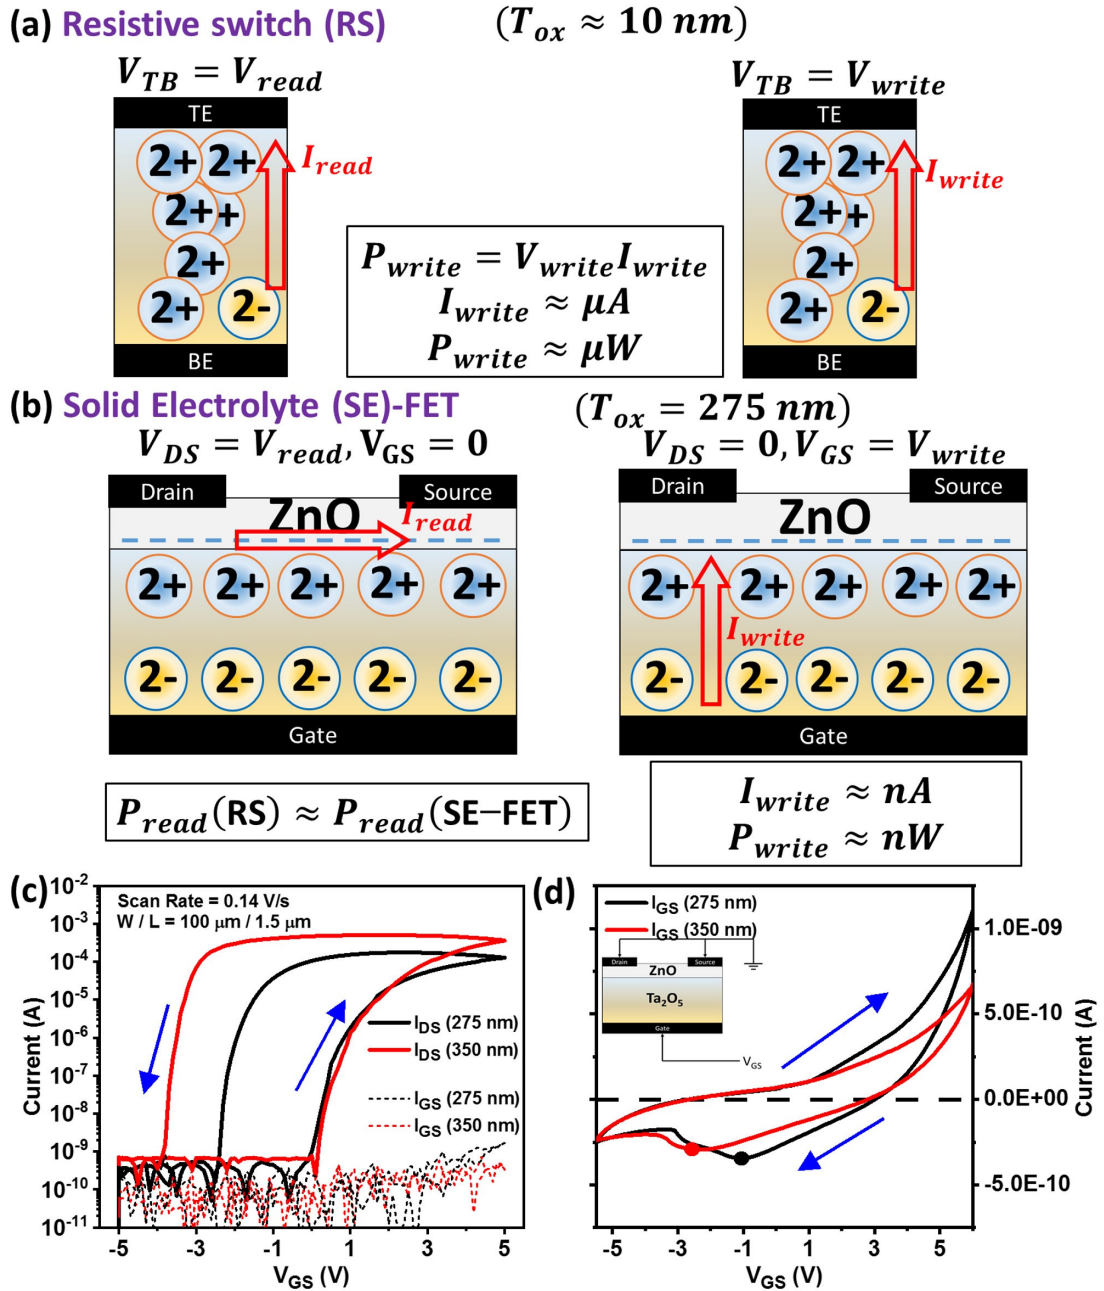 (a) Resistive switch (RS) (T_ox ≈ 10 nm)
V_TB = V_read
V_TB = V_write
TE
2+ 2+
I_read
2+ +
2+
2+ 2-
BE
P_write = V_write I_write
I_write ≈ μA
P_write ≈ μW
TE
2+ 2+
I_write
2+ +
2+
2+ 2-
BE
(b) Solid Electrolyte (SE)-FET (T_ox = 275 nm)
V_DS = V_read, V_GS = 0
V_DS = 0, V_GS = V_write
Drain Source
ZnO
I_read
2+ 2+ 2+ 2+ 2+
2- 2- 2- 2- 2-
Gate
Drain Source
ZnO
2+ 2+ 2+ 2+ 2+
I_write
2- 2- 2- 2- 2-
Gate
P_read(RS) ≈ P_read(SE–FET)
I_write ≈ nA
P_write ≈ nW
(c)
10^-2
10^-3
10^-4
10^-5
10^-6
10^-7
10^-8
10^-9
10^-10
10^-11
Current (A)
Scan Rate = 0.14 V/s
W / L = 100 μm / 1.5 μm
I_DS (275 nm)
I_DS (350 nm)
I_GS (275 nm)
I_GS (350 nm)
-5 -3 -1 1 3 5
V_GS (V)
(d)
I_GS (275 nm)
I_GS (350 nm)
Drain Source
ZnO
Ta2O5
Gate
V_GS
1.0E-09
5.0E-10
0.0E+00
-5.0E-10
Current (A)
-5 -3 -1 1 3 5
V_GS (V)